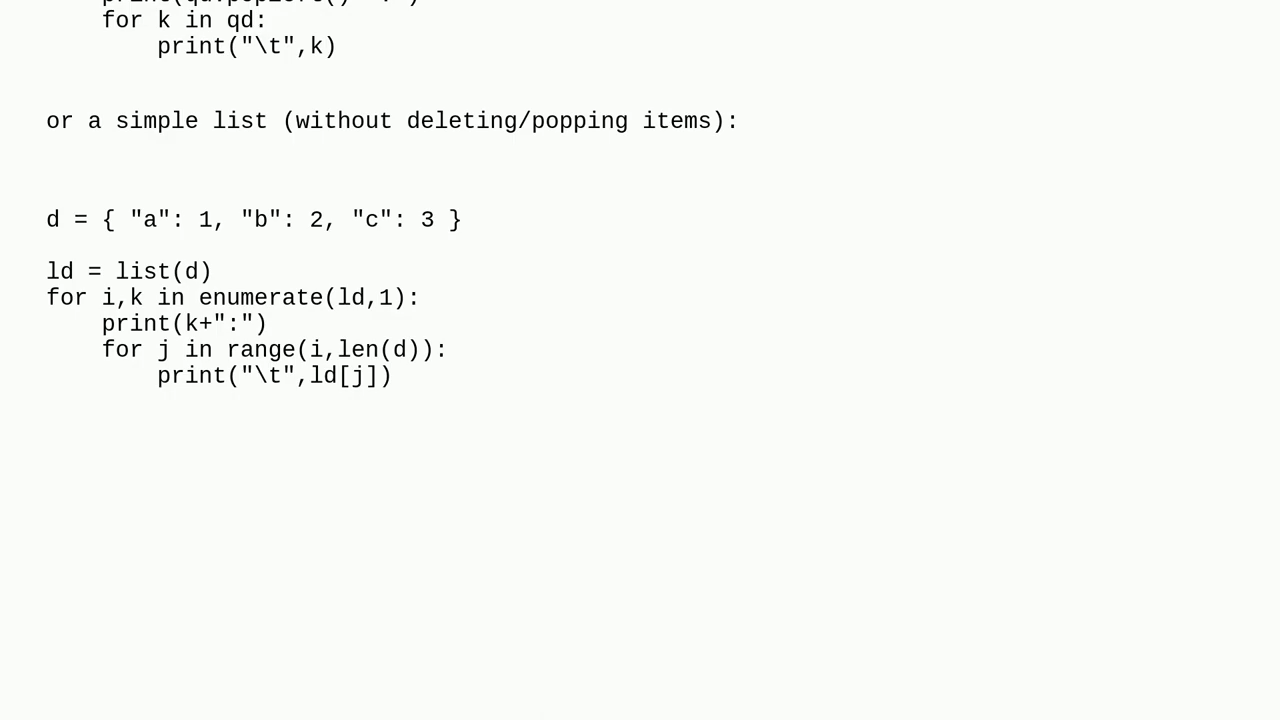 for k in qd:
print("\t",k)
or a simple list (without deleting/popping items):
d = { "a": 1, "b": 2, "c": 3 }
ld = list(d)
for i,k in enumerate(ld,1):
print(k+":")
for j in range(i,len(d)):
print("\t",ld[j])